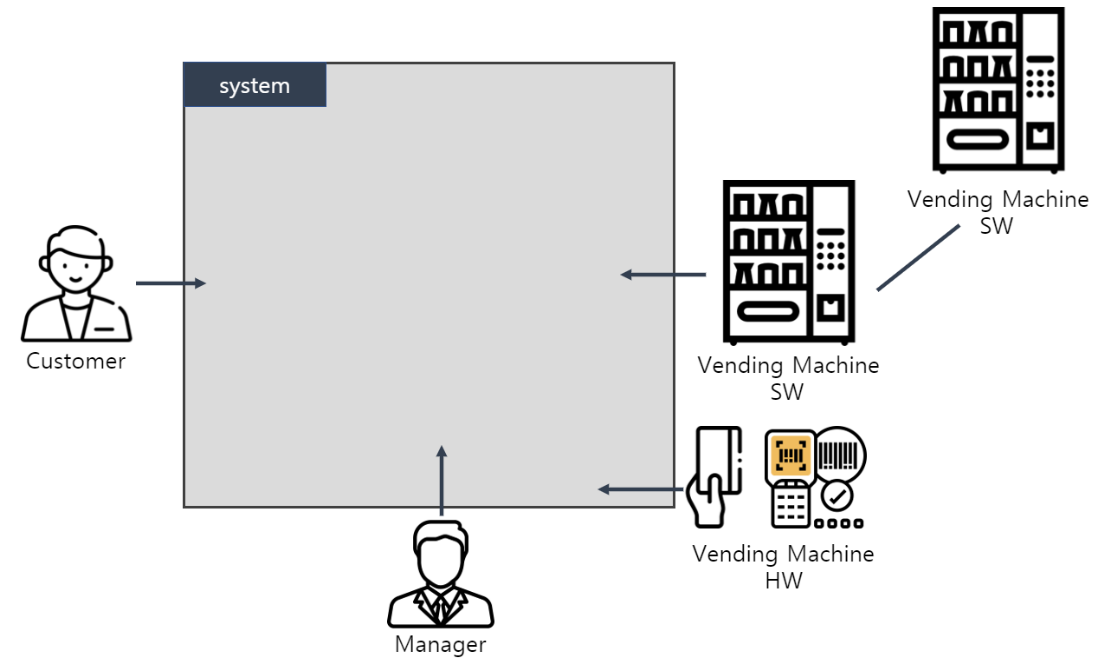 system
Vending Machine
SW
Vending Machine
SW
Customer
Vending Machine
HW
Manager